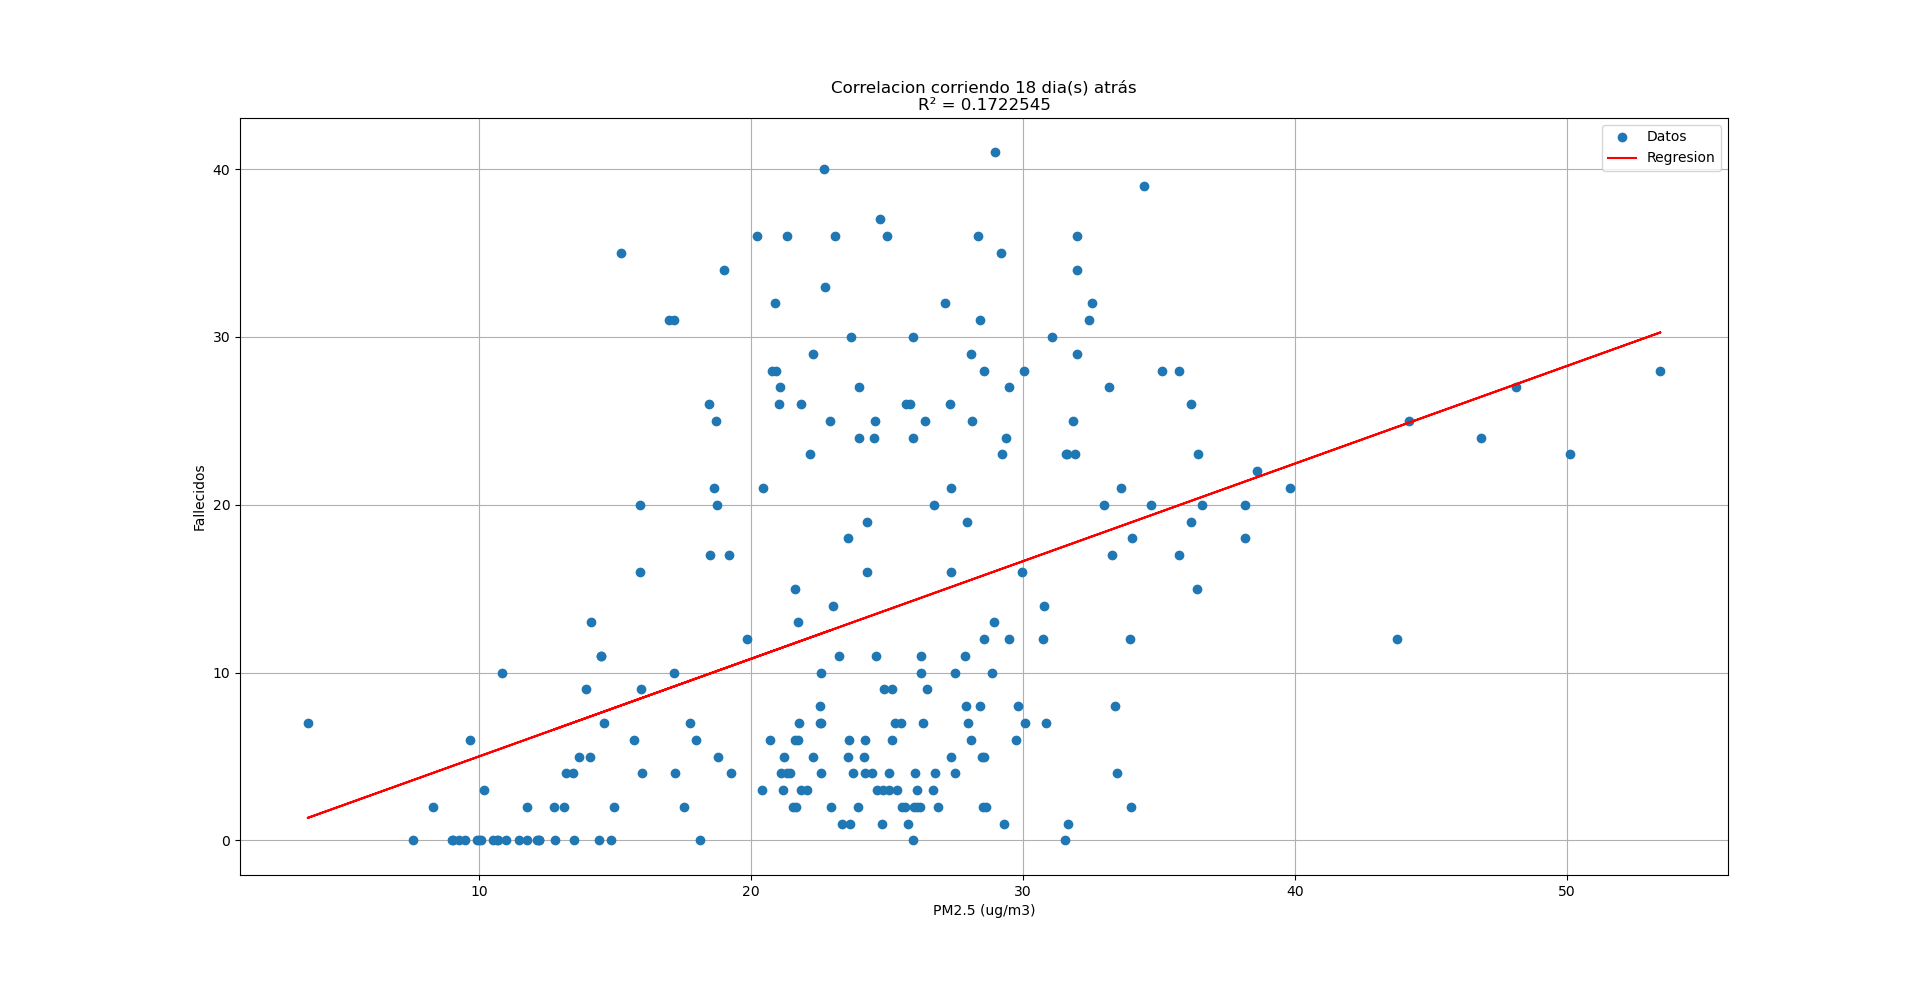 Correlacion corriendo 18 dia(s) atrás
R² = 0.1722545
Datos
Regresion
40
30
20
10
0
Fallecidos
10 20 30 40 50
PM2.5 (ug/m3)